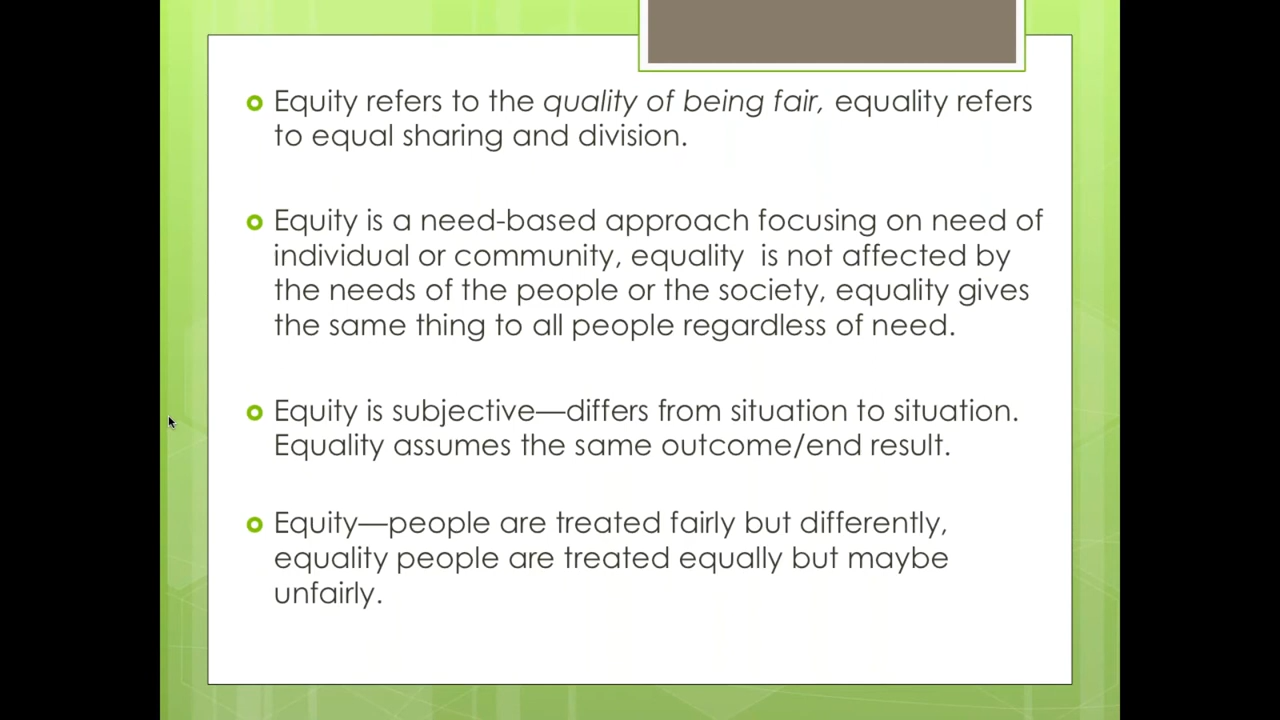 Equity refers to the quality of being fair, equality refers
to equal sharing and division.
Equity is a need-based approach focusing on need of
individual or community, equality  is not affected by
the needs of the people or the society, equality gives
the same thing to all people regardless of need.
Equity is subjective—differs from situation to situation.
Equality assumes the same outcome/end result.
Equity—people are treated fairly but differently,
equality people are treated equally but maybe
unfairly.